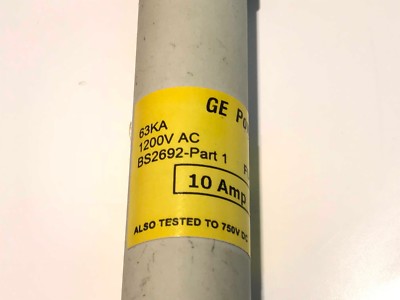 GE Po
63KA
1200V AC
BS2692-Part 1
10 Amp
ALSO TESTED TO 750V DC